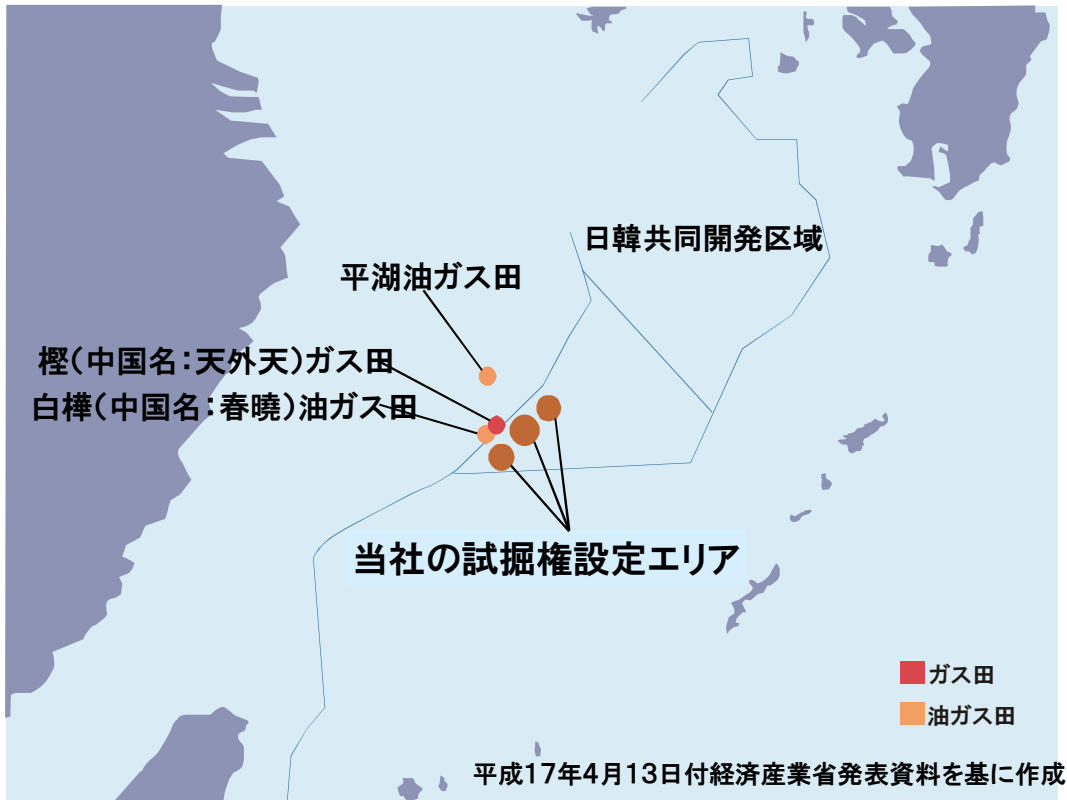 日韓共同開発区域
平湖油ガス田
樫(中国名:天外天)ガス田
白樺(中国名:春曉)油ガス田
当社の試掘権設定エリア
ガス田
油ガス田
平成17年4月13日付経済産業省発表資料を基に作成